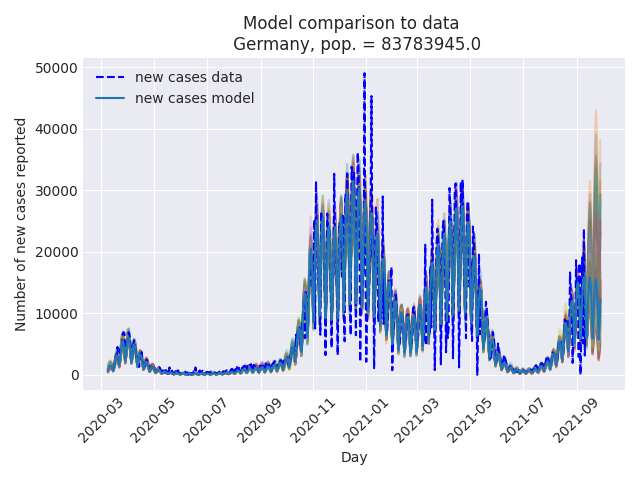 Model comparison to data
Germany, pop. = 83783945.0
new cases data
new cases model
Number of new cases reported
50000
40000
30000
20000
10000
0
2020-03
2020-05
2020-07
2020-09
2020-11
2021-01
2021-03
2021-05
2021-07
2021-09
Day